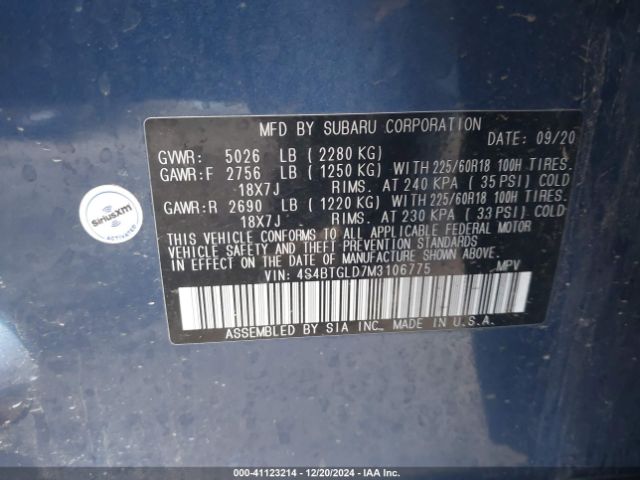 MFD BY SUBARU CORPORATION
DATE: 09/20
GVWR: 5026 LB ( 2280 KG)
GAWR:F 2756 LB ( 1250 KG) WITH 225/60R18 100H TIRES.
18X7J RIMS. AT 240 KPA ( 35 PSI) COLD
GAWR:R 2690 LB ( 1220 KG) WITH 225/60R18 100H TIRES.
18X7J RIMS. AT 230 KPA ( 33 PSI) COLD
THIS VEHICLE CONFORMS TO ALL APPLICABLE FEDERAL MOTOR
VEHICLE SAFETY AND THEFT PREVENTION STANDARDS
IN EFFECT ON THE DATE OF MANUFACTURE SHOWN ABOVE.
VIN: 4S4BTGLD7M3106775 MPV
ASSEMBLED BY SIA INC. MADE IN U.S.A.
SiriusXM
000-41123214 - 12/20/2024 - IAAI.COM